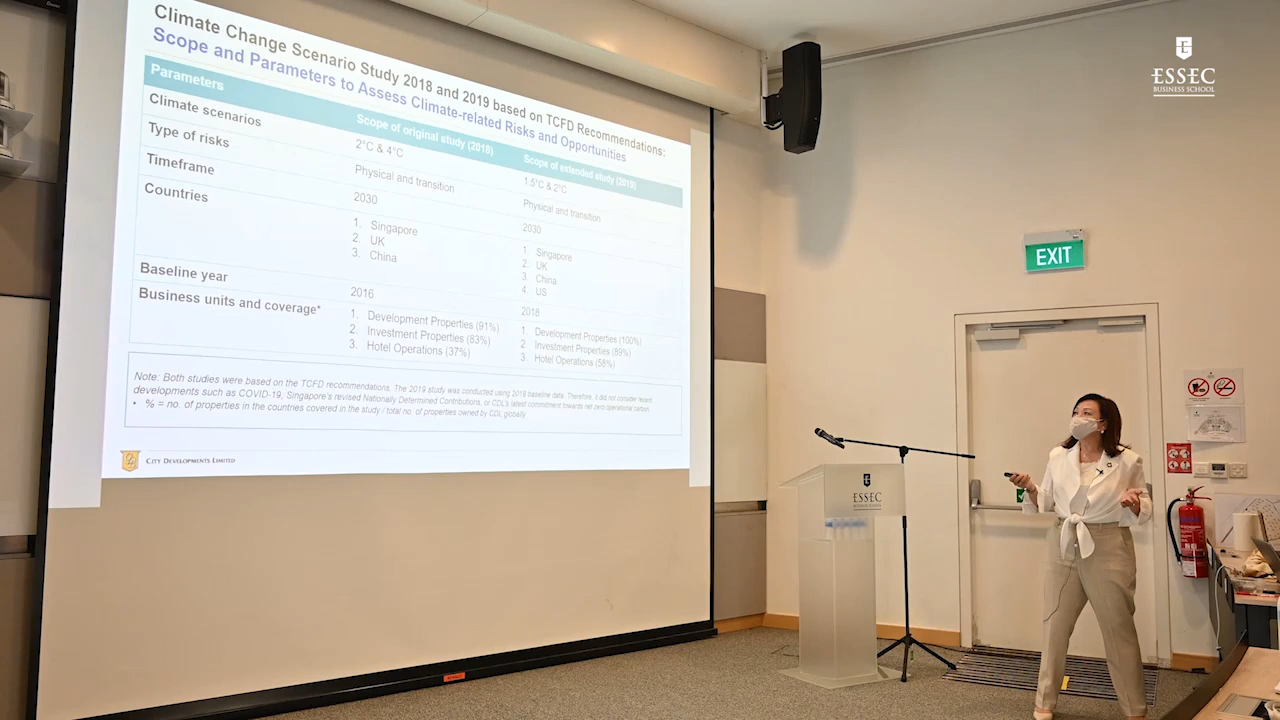 Climate Change Scenario Study 2018 and 2019 based on TCFD Recommendations:
Scope and Parameters to Assess Climate-related Risks and Opportunities
Parameters
Scope of original study (2018)
Scope of extended study (2019)
Climate scenarios
2°C & 4°C
1.5°C & 2°C
Type of risks
Physical and transition
Physical and transition
Timeframe
2030
2030
Countries
1. Singapore
2. UK
3. China
1. Singapore
2. UK
3. China
4. US
Baseline year
2016
2018
Business units and coverage*
1. Development Properties (91%)
2. Investment Properties (83%)
3. Hotel Operations (37%)
1. Development Properties (100%)
2. Investment Properties (89%)
3. Hotel Operations (58%)
Note: Both studies were based on the TCFD recommendations. The 2019 study was conducted using 2018 baseline data. Therefore, it did not consider recent
developments such as COVID-19, Singapore's revised Nationally Determined Contributions, or CDL's latest commitment towards net zero operational carbon.
• % = no. of properties in the countries covered in the study / total no. of properties owned by CDL globally
CITY DEVELOPMENTS LIMITED
ESSEC
BUSINESS SCHOOL
EXIT
ESSEC
BUSINESS SCHOOL